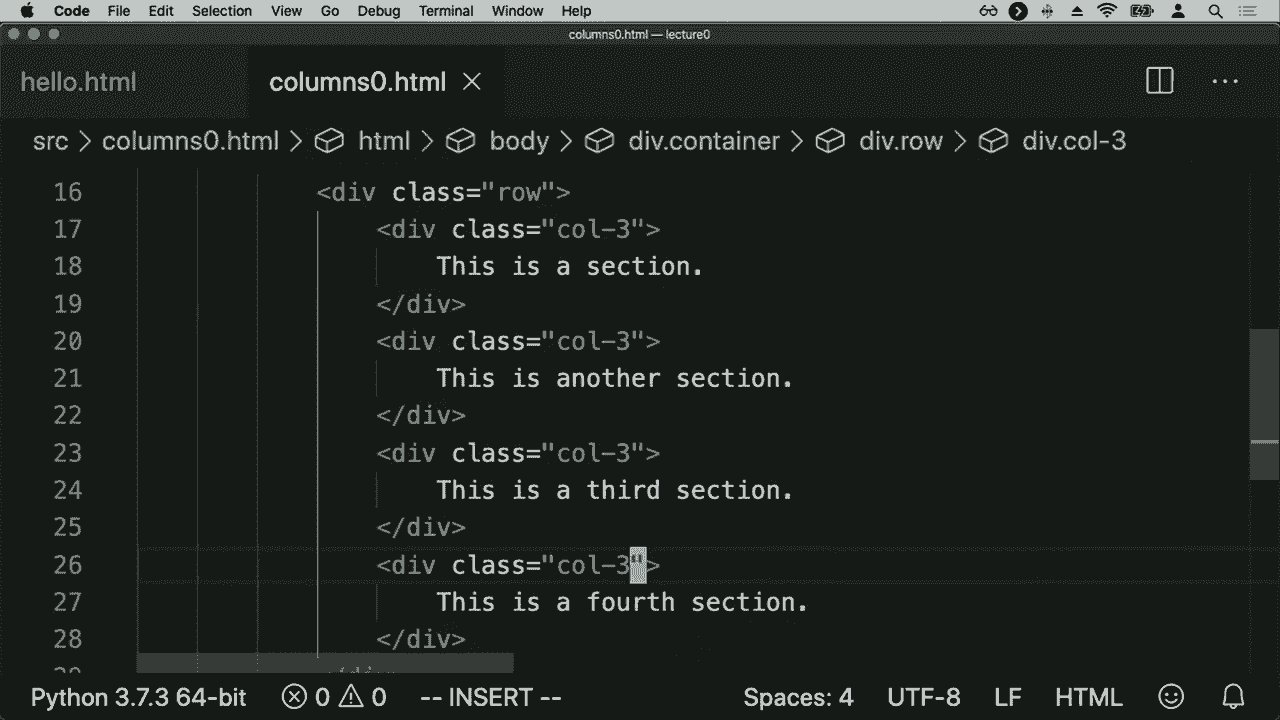 Code File Edit Selection View Go Debug Terminal Window Help
columns0.html — lecture0
hello.html columns0.html
src > columns0.html > html > body > div.container > div.row > div.col-3
16 <div class="row">
17 <div class="col-3">
18 This is a section.
19 </div>
20 <div class="col-3">
21 This is another section.
22 </div>
23 <div class="col-3">
24 This is a third section.
25 </div>
26 <div class="col-3">
27 This is a fourth section.
28 </div>
Python 3.7.3 64-bit 0 0 -- INSERT -- Spaces: 4 UTF-8 LF HTML